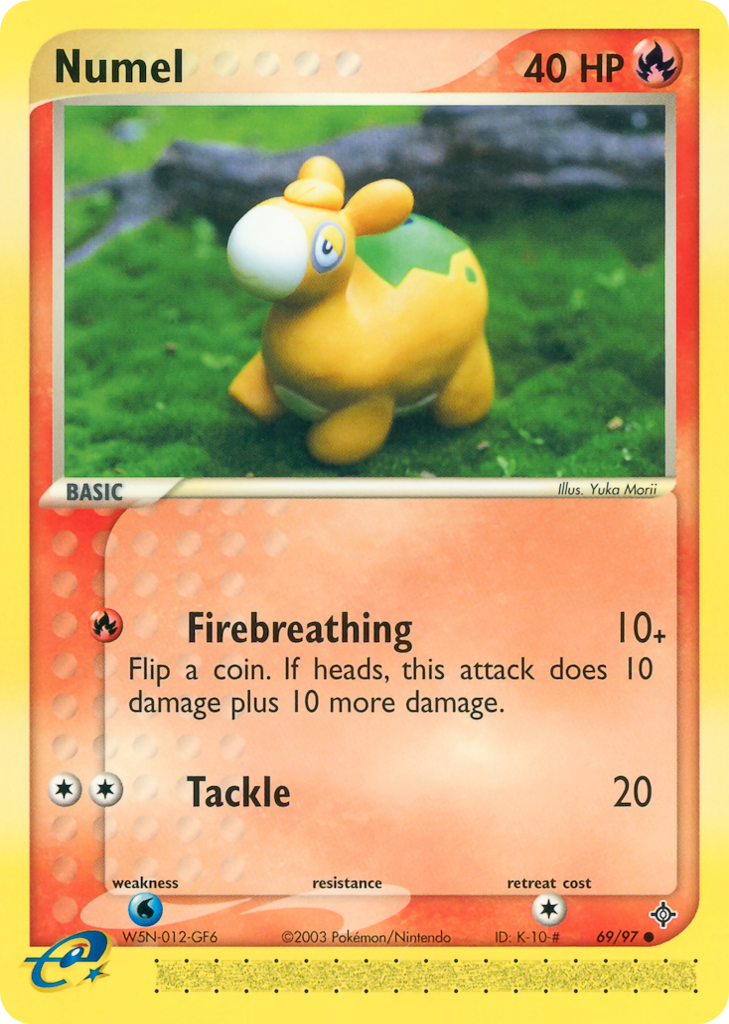 Numel 40 HP
BASIC
Illus. Yuka Morii
Firebreathing 10+
Flip a coin. If heads, this attack does 10
damage plus 10 more damage.
Tackle 20
weakness resistance retreat cost
W5N-012-GF6 ©2003 Pokémon/Nintendo ID: K-10-# 69/97
e